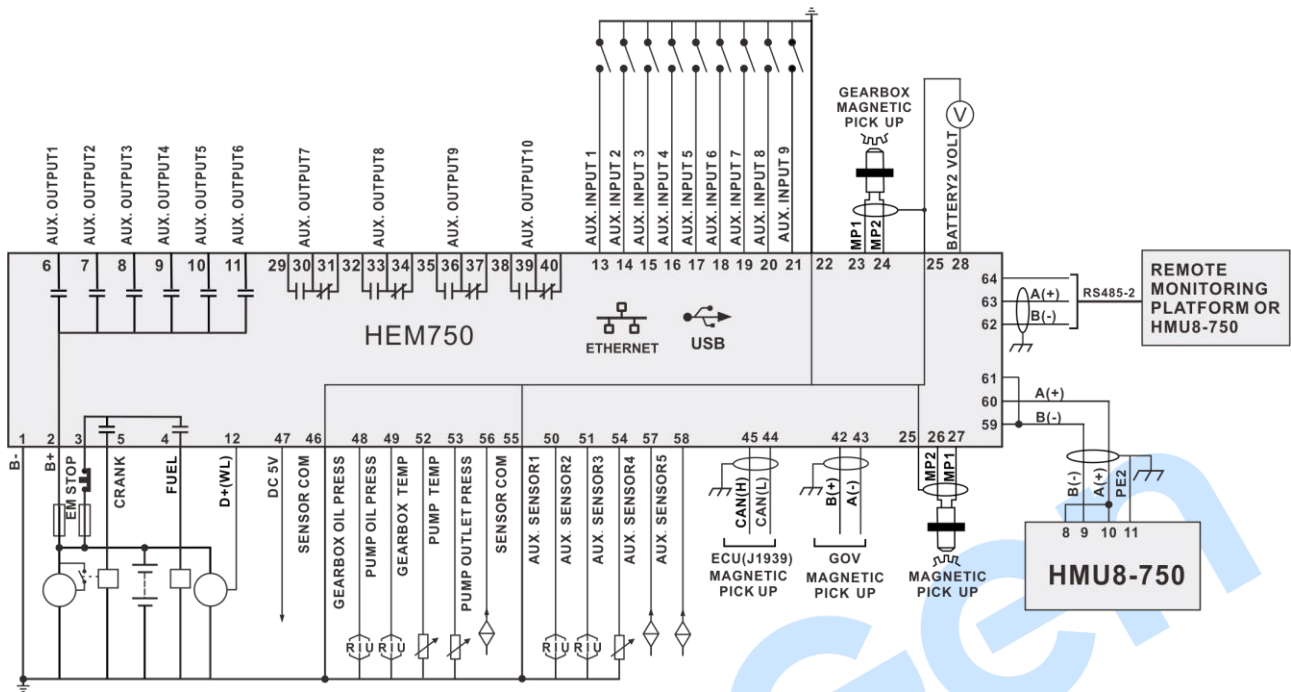 AUX. OUTPUT1
AUX. OUTPUT2
AUX. OUTPUT3
AUX. OUTPUT4
AUX. OUTPUT5
AUX. OUTPUT6
AUX. OUTPUT7
AUX. OUTPUT8
AUX. OUTPUT9
AUX. OUTPUT10
AUX. INPUT 1
AUX. INPUT 2
AUX. INPUT 3
AUX. INPUT 4
AUX. INPUT 5
AUX. INPUT 6
AUX. INPUT 7
AUX. INPUT 8
AUX. INPUT 9
GEARBOX
MAGNETIC
PICK UP
MP1
MP2
V
BATTERY2 VOLT
6 7 8 9 10 11 29 30 31 32 33 34 35 36 37 38 39 40 13 14 15 16 17 18 19 20 21 22 23 24 25 28
HEM750
ETHERNET
USB
64
63
62
A(+)
B(-)
RS485-2
REMOTE
MONITORING
PLATFORM OR
HMU8-750
61
60
59
A(+)
B(-)
1 2 3 5 4 12 47 46 48 49 52 53 56 55 50 51 54 57 58 45 44 42 43 25 26 27
B-
B+
EM STOP
CRANK
FUEL
D+(WL)
DC 5V
SENSOR COM
GEARBOX OIL PRESS
PUMP OIL PRESS
GEARBOX TEMP
PUMP TEMP
PUMP OUTLET PRESS
SENSOR COM
AUX. SENSOR1
AUX. SENSOR2
AUX. SENSOR3
AUX. SENSOR4
AUX. SENSOR5
R U
R U
R U
R U
CAN(H)
CAN(L)
ECU(J1939)
MAGNETIC
PICK UP
B(+)
A(-)
GOV
MAGNETIC
PICK UP
MP2
MP1
MAGNETIC
PICK UP
B(-)
A(+)
PE2
8 9 10 11
HMU8-750